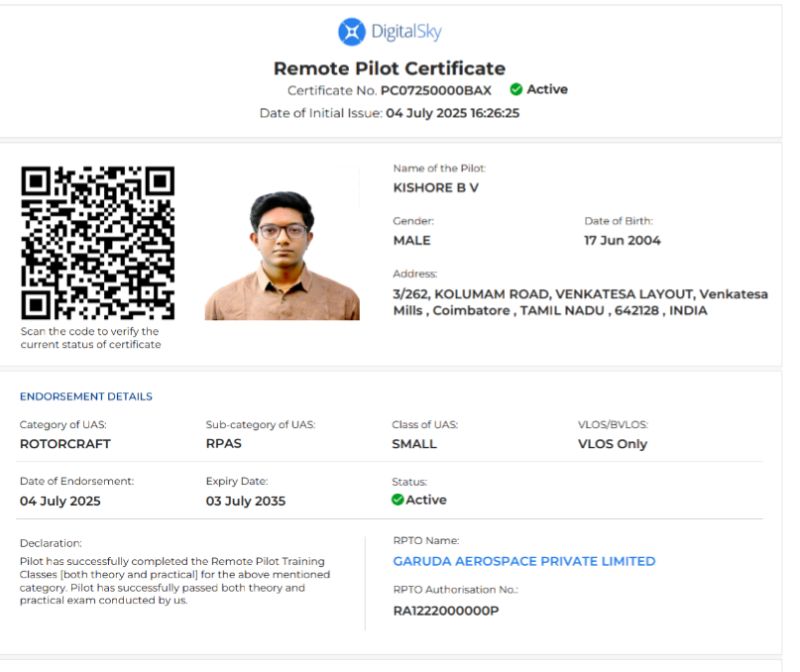 DigitalSky
Remote Pilot Certificate
Certificate No. PC07250000BAX Active
Date of Initial Issue: 04 July 2025 16:26:25
Scan the code to verify the
current status of certificate
Name of the Pilot:
KISHORE B V
Gender: Date of Birth:
MALE 17 Jun 2004
Address:
3/262, KOLUMAM ROAD, VENKATESA LAYOUT, Venkatesa
Mills , Coimbatore , TAMIL NADU , 642128 , INDIA
ENDORSEMENT DETAILS
Category of UAS: Sub-category of UAS: Class of UAS: VLOS/BVLOS:
ROTORCRAFT RPAS SMALL VLOS Only
Date of Endorsement: Expiry Date: Status:
04 July 2025 03 July 2035 Active
Declaration:
Pilot has successfully completed the Remote Pilot Training
Classes [both theory and practical] for the above mentioned
category. Pilot has successfully passed both theory and
practical exam conducted by us.
RPTO Name:
GARUDA AEROSPACE PRIVATE LIMITED
RPTO Authorisation No.:
RA1222000000P